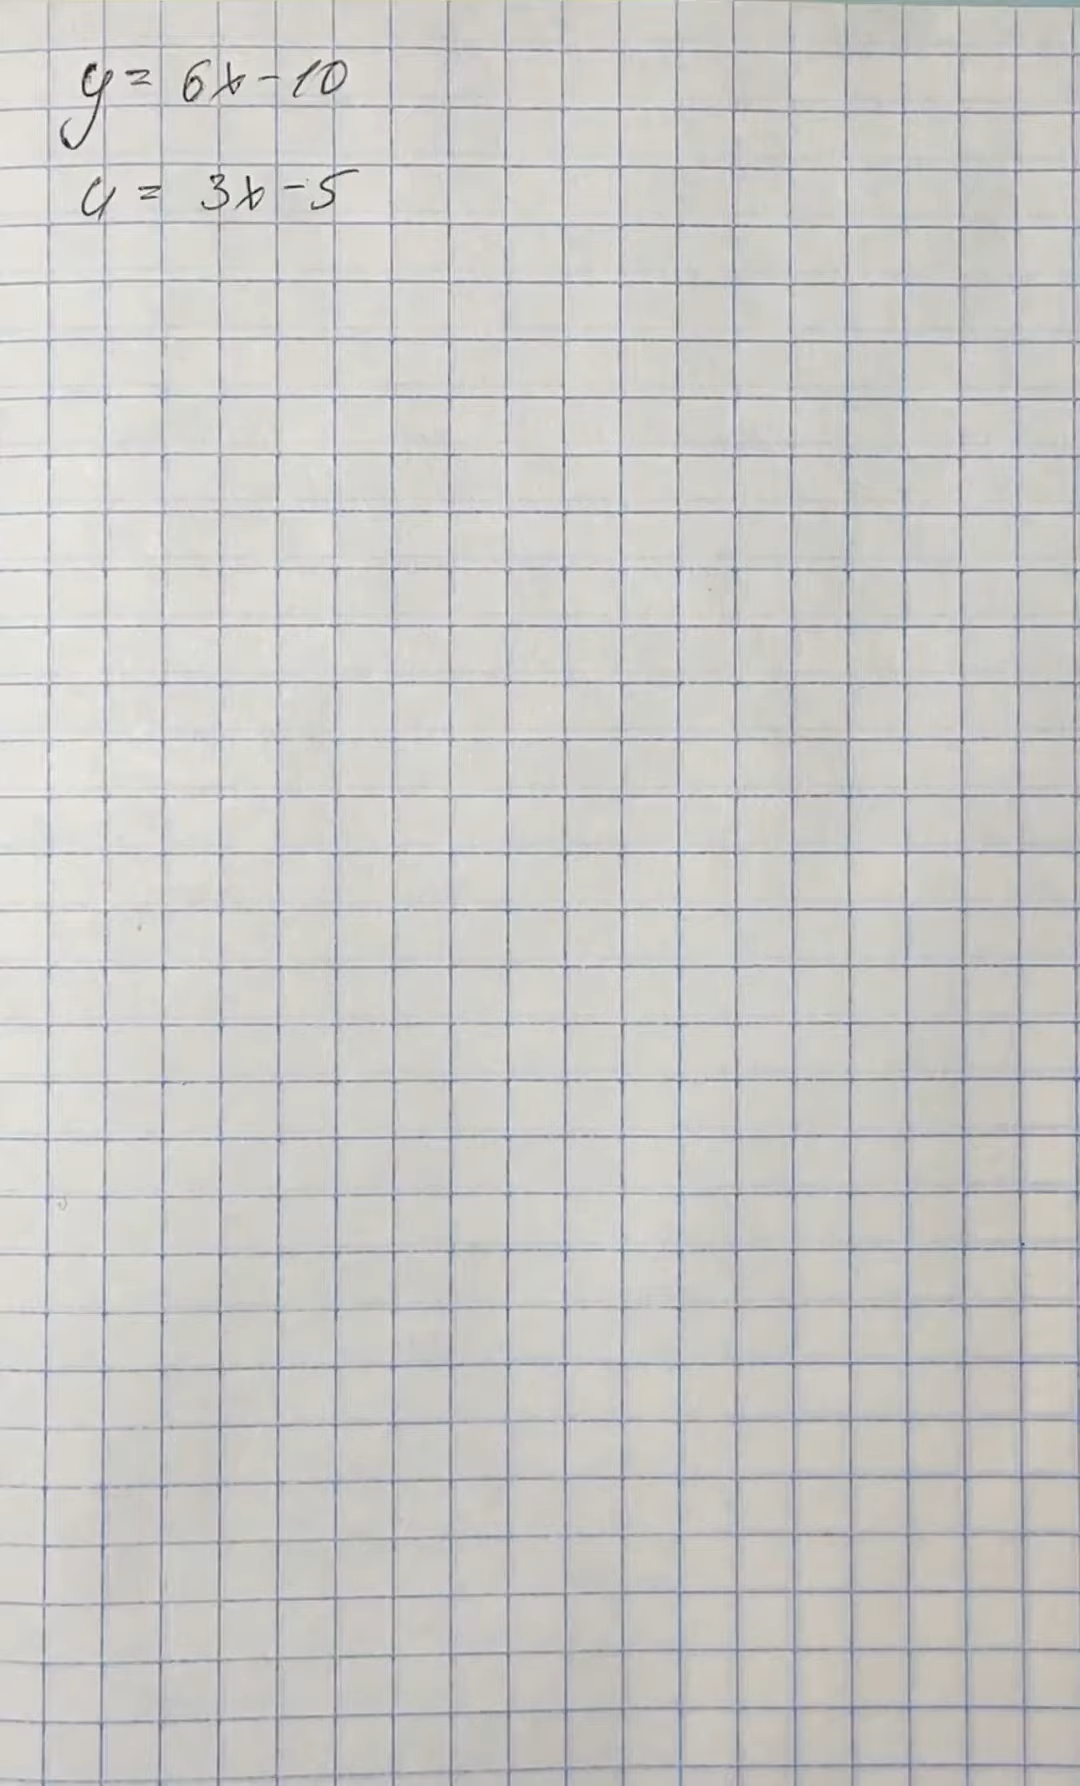 y = 6x - 10
y = 3x - 5